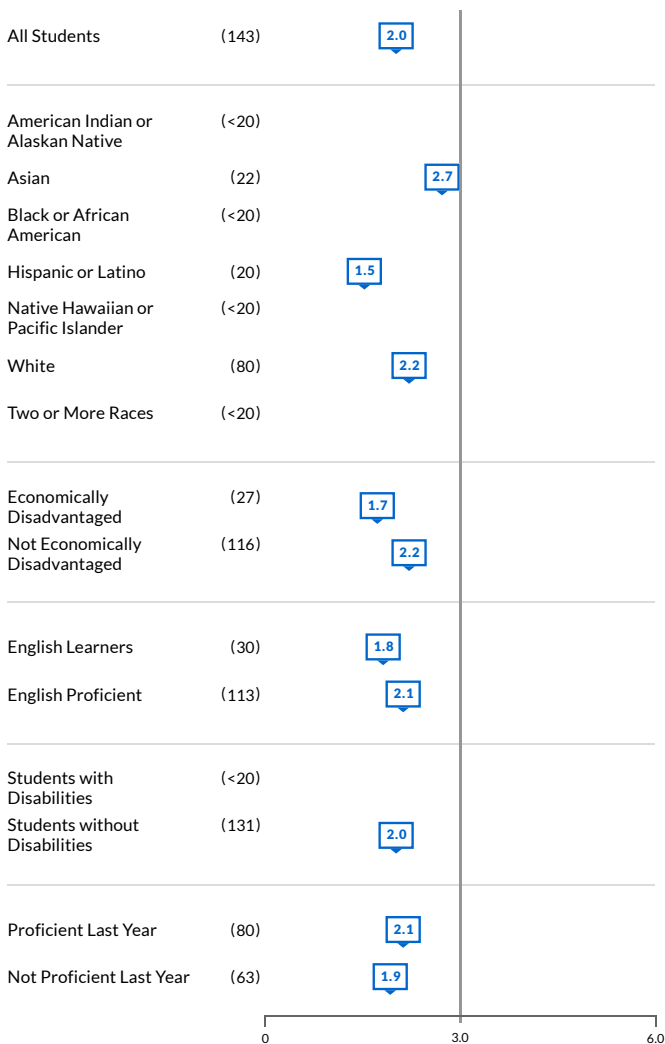 All Students (143) 2.0
American Indian or (<20)
Alaskan Native
Asian (22) 2.7
Black or African (<20)
American
Hispanic or Latino (20) 1.5
Native Hawaiian or (<20)
Pacific Islander
White (80) 2.2
Two or More Races (<20)
Economically (27) 1.7
Disadvantaged
Not Economically (116) 2.2
Disadvantaged
English Learners (30) 1.8
English Proficient (113) 2.1
Students with (<20)
Disabilities
Students without (131) 2.0
Disabilities
Proficient Last Year (80) 2.1
Not Proficient Last Year (63) 1.9
0 3.0 6.0